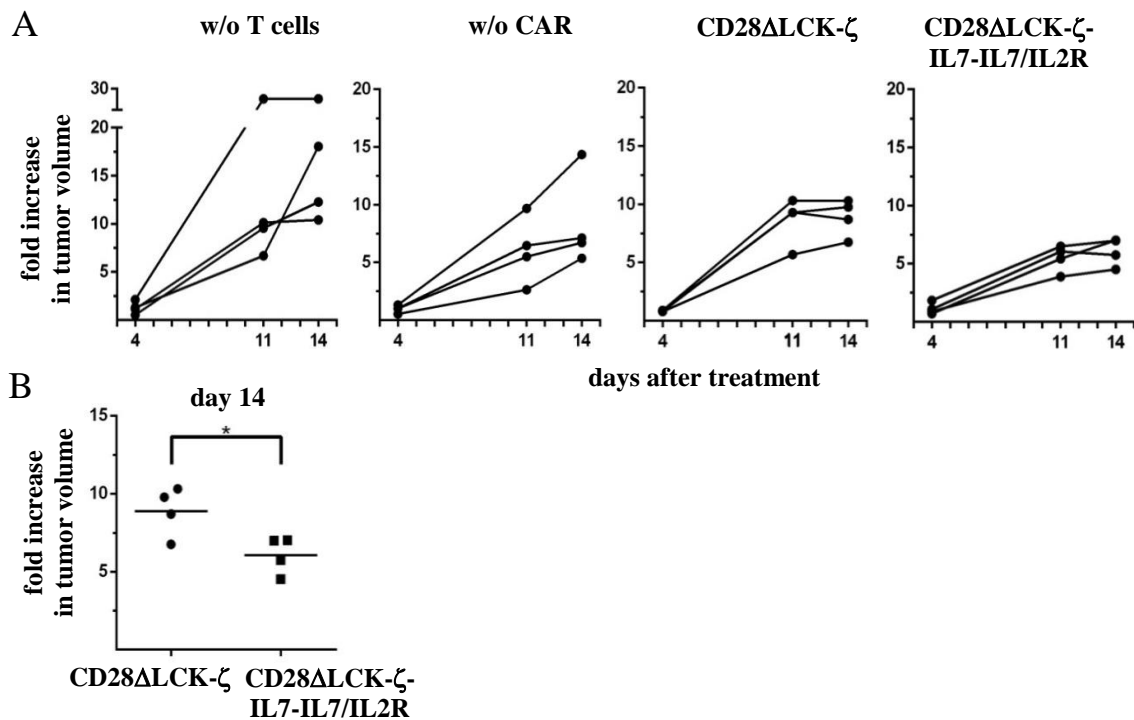 A
w/o T cells
w/o CAR
CD28ΔLCK-ζ
CD28ΔLCK-ζ-
IL7-IL7/IL2R
fold increase
in tumor volume
30
20
15
10
5
4 11 14
20
15
10
5
4 11 14
20
15
10
5
4 11 14
20
15
10
5
4 11 14
days after treatment
B
day 14
fold increase
in tumor volume
15
10
5
*
CD28ΔLCK-ζ
CD28ΔLCK-ζ-
IL7-IL7/IL2R